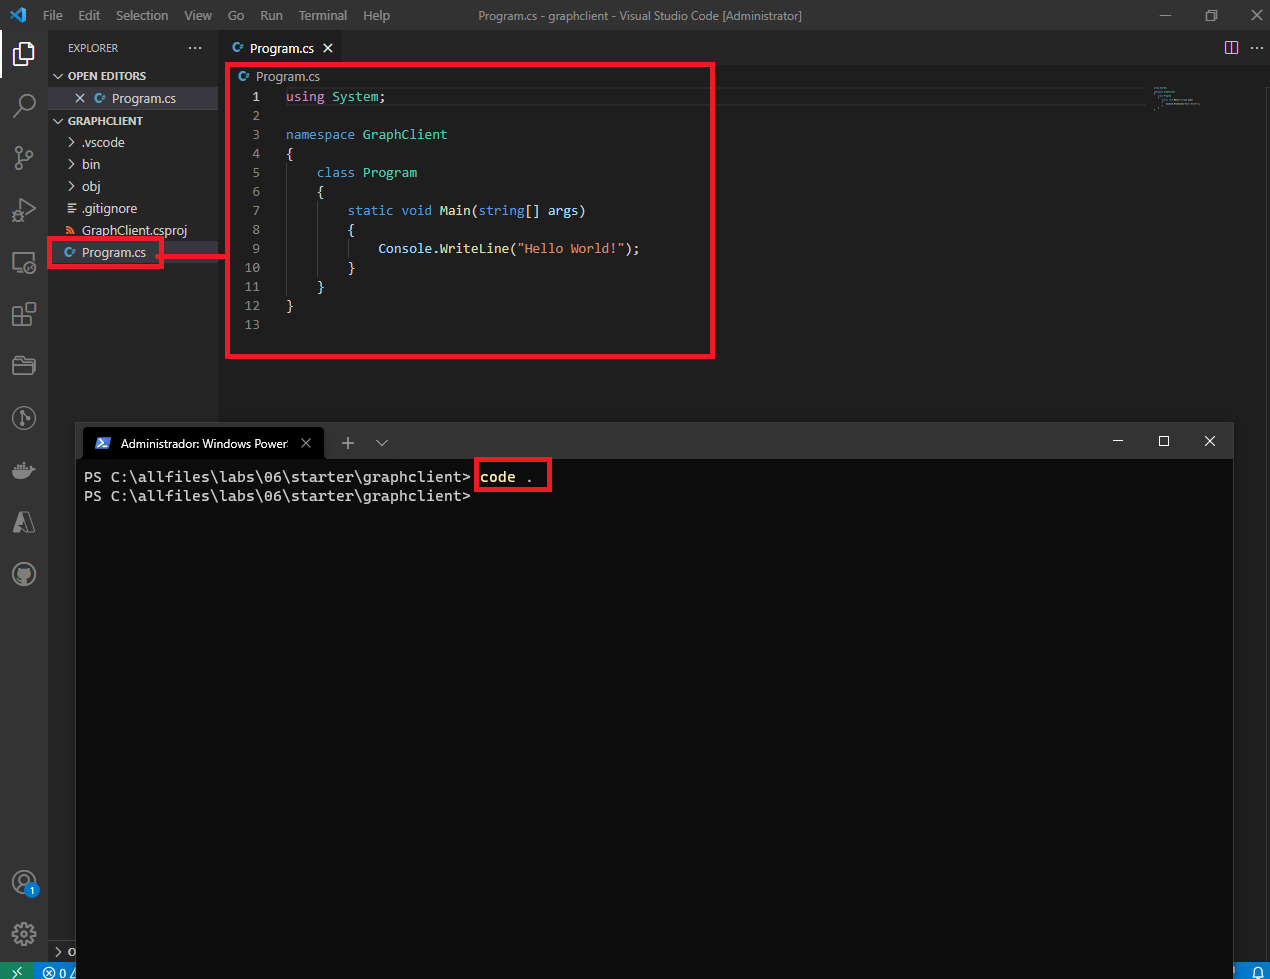 File Edit Selection View Go Run Terminal Help Program.cs - graphclient - Visual Studio Code [Administrator]
EXPLORER
OPEN EDITORS
Program.cs
GRAPHCLIENT
.vscode
bin
obj
.gitignore
GraphClient.csproj
Program.cs
Program.cs
Program.cs
1 using System;
2
3 namespace GraphClient
4 {
5 class Program
6 {
7 static void Main(string[] args)
8 {
9 Console.WriteLine("Hello World!");
10 }
11 }
12 }
13
Administrador: Windows Power
PS C:\allfiles\labs\06\starter\graphclient> code .
PS C:\allfiles\labs\06\starter\graphclient>
1
O
0